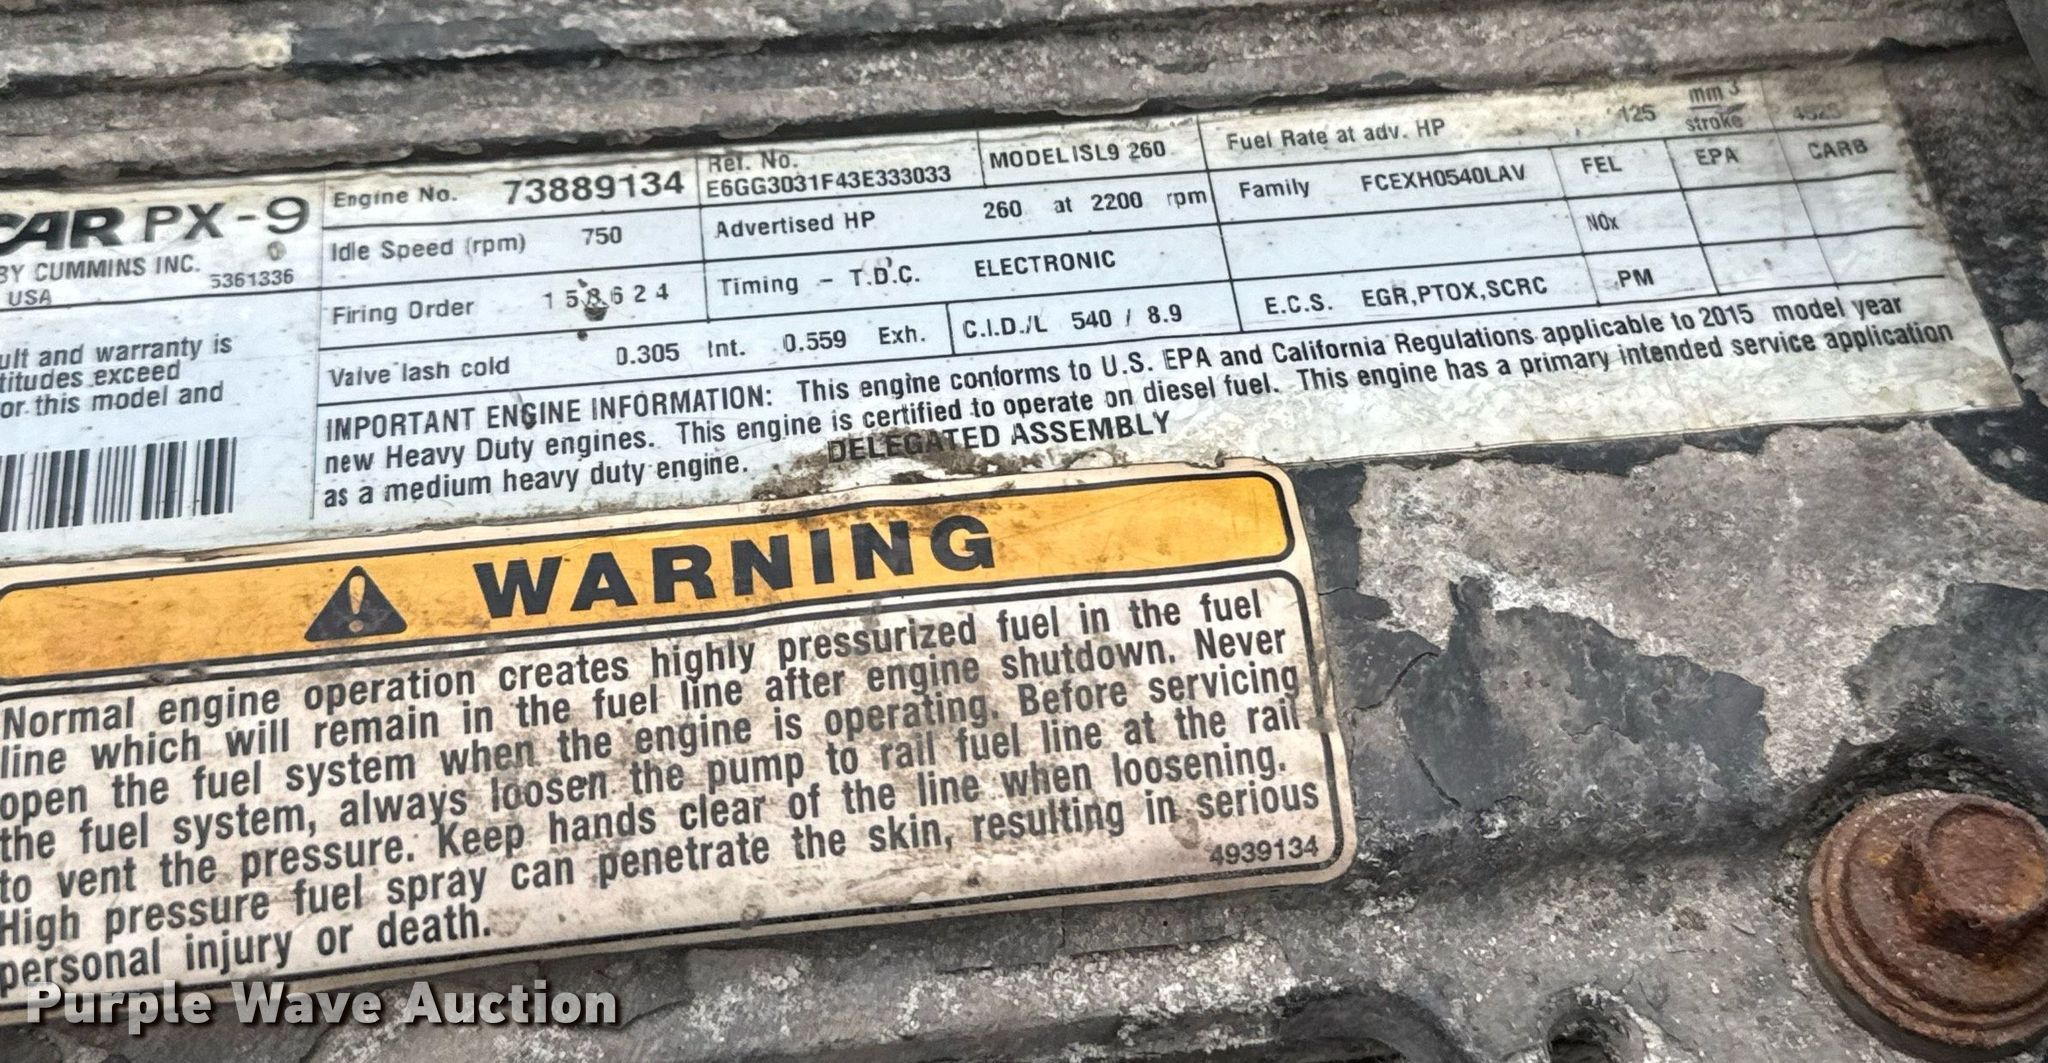 CAR PX-9
BY CUMMINS INC.
USA
5361336
ult and warranty is
titudes exceed
or this model and
Engine No. 73889134
Ref. No.
E6GG3031F43E333033
MODEL ISL9 260
Fuel Rate at adv. HP 125 mm 3
stroke
Idle Speed (rpm) 750
Advertised HP 260 at 2200 rpm
Family FCEXH0540LAV
FEL EPA CARB
NOx
Firing Order 1 5 3 6 2 4
Timing - T.D.C. ELECTRONIC
Valve lash cold 0.305 Int. 0.559 Exh.
C.I.D./L 540 / 8.9
E.C.S. EGR,PTOX,SCRC
PM
IMPORTANT ENGINE INFORMATION: This engine conforms to U.S. EPA and California Regulations applicable to 2015 model year
new Heavy Duty engines. This engine is certified to operate on diesel fuel. This engine has a primary intended service application
as a medium heavy duty engine. DELEGATED ASSEMBLY
WARNING
Normal engine operation creates highly pressurized fuel in the fuel
line which will remain in the fuel line after engine shutdown. Never
open the fuel system when the engine is operating. Before servicing
the fuel system, always loosen the pump to rail fuel line at the rail
to vent the pressure. Keep hands clear of the line when loosening.
High pressure fuel spray can penetrate the skin, resulting in serious
personal injury or death.
4939134
Purple Wave Auction